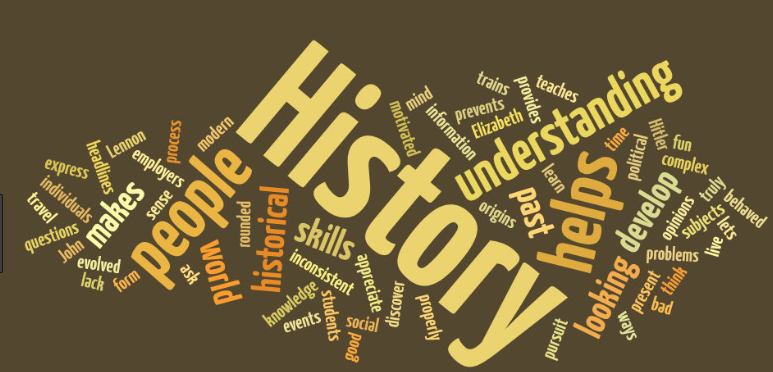 History
understanding
helps
people
historical
world
makes
skills
past
looking
develop
express
headlines
Lennon
process
modern
employers
individuals
travel
sense
questions
John
evolved
lack
form
ask
rounded
inconsistent
knowledge
events
students
social
good
appreciate
discover
properly
motivated
mind
information
trains
prevents
Elizabeth
provides
teaches
learn
origins
time
political
Hitler
fun
complex
opinions
subjects
truly
behaved
lets
live
problems
present
think
bad
ways
pursuit